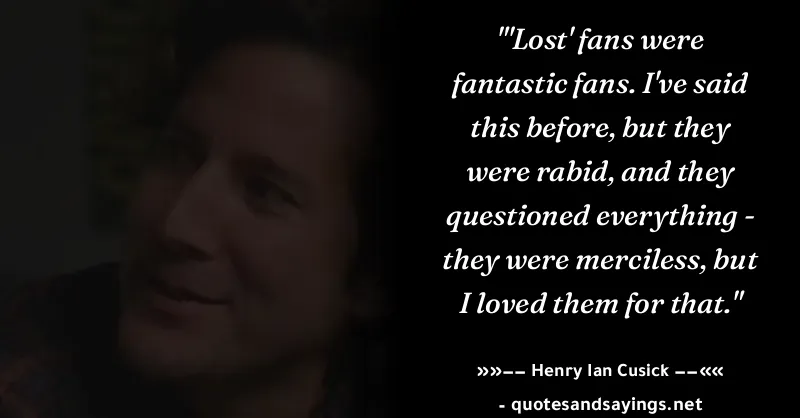 "'Lost' fans were
fantastic fans. I've said
this before, but they
were rabid, and they
questioned everything -
they were merciless, but
I loved them for that."
»»−− Henry Ian Cusick −−««
- quotesandsayings.net